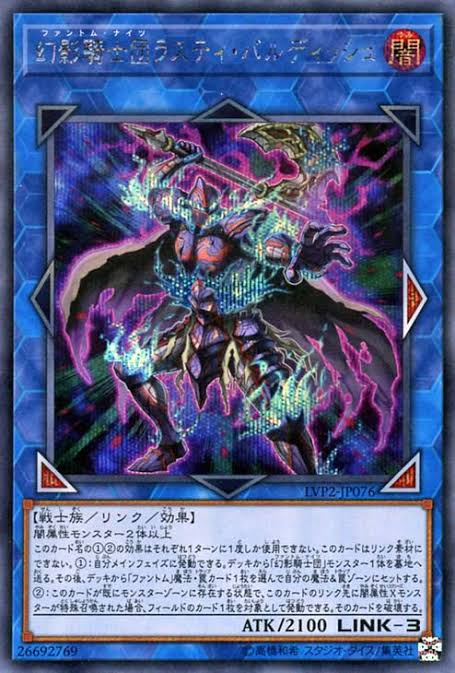 ファントム・ナイツ
幻影騎士団ラスティ・バルディッシュ
闇
LVP2-JP076
【戦士族/リンク/効果】
闇属性モンスター2体以上
このカード名の①②の効果はそれぞれ1ターンに1度しか使用できない。このカードはリンク素材に
できない。①:自分メインフェイズに発動できる。デッキから「幻影騎士団」モンスター1体を墓地へ
送る。その後、デッキから「ファントム」魔法・罠カード1枚を選んで自分の魔法&罠ゾーンにセットする。
②:このカードが既にモンスターゾーンに存在する状態で、このカードのリンク先に闇属性Xモンス
ターが特殊召喚された場合、フィールドのカード1枚を対象として発動できる。そのカードを破壊する。
ATK/2100 LINK-3
26692769
©高橋和希 スタジオ・ダイス/集英社